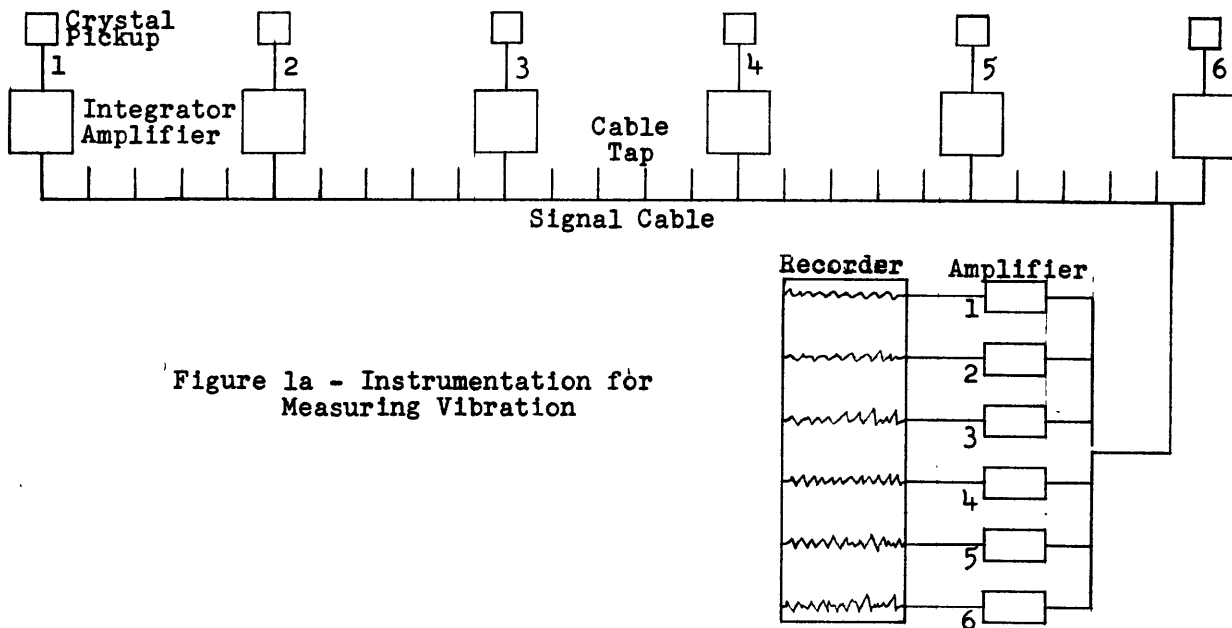 Crystal
Pickup
1
2
3
4
5
6
Integrator
Amplifier
Cable
Tap
Signal Cable
Recorder
Amplifier
1
2
3
4
5
6
Figure 1a - Instrumentation for
Measuring Vibration